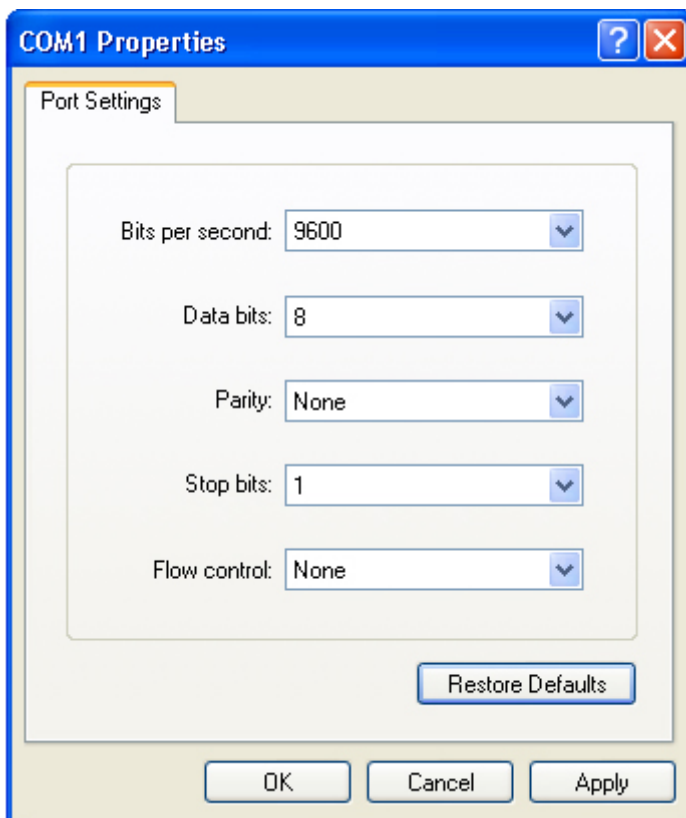 COM1 Properties
Port Settings
Bits per second: 9600
Data bits: 8
Parity: None
Stop bits: 1
Flow control: None
Restore Defaults
OK Cancel Apply